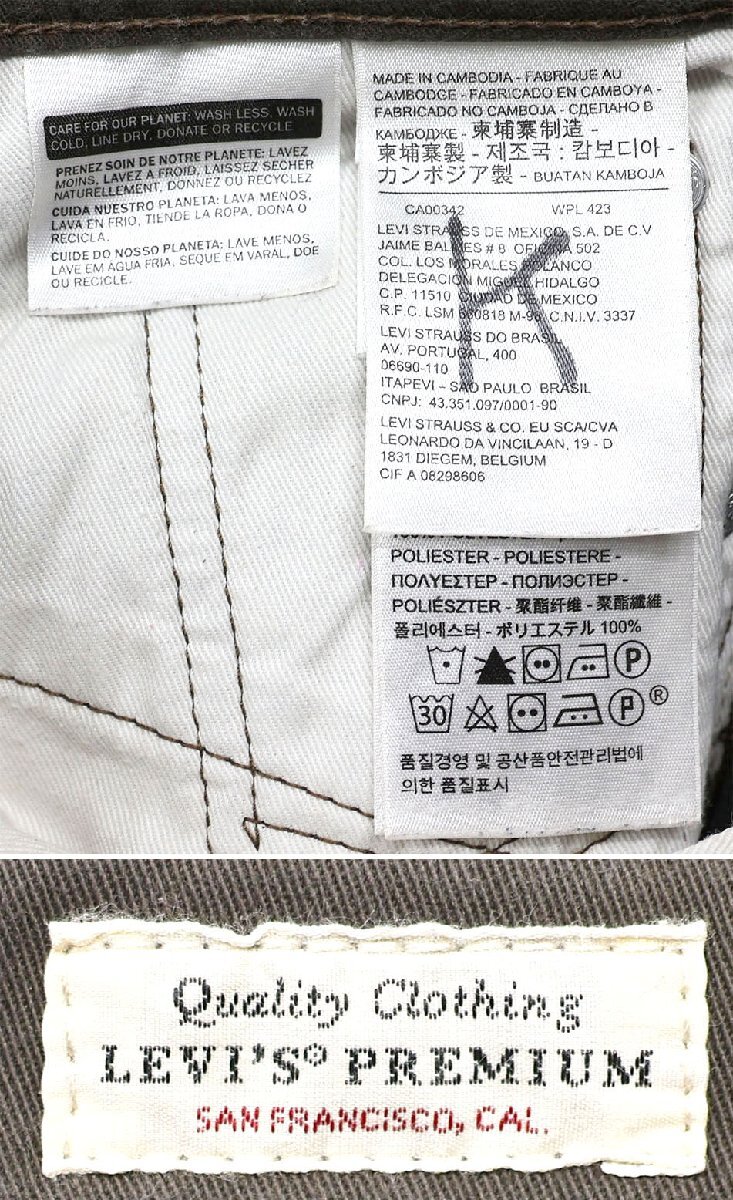 CARE FOR OUR PLANET: WASH LESS, WASH
COLD, LINE DRY, DONATE OR RECYCLE
PRENEZ SOIN DE NOTRE PLANETE: LAVEZ
MOINS, LAVEZ A FROID, LAISSEZ SÉCHER
NATURELLEMENT, DONNEZ OU RECYCLEZ
CUIDA NUESTRO PLANETA: LAVA MENOS,
LAVA EN FRIO, TIENDE LA ROPA, DONA O
RECICLA.
CUIDE DO NOSSO PLANETA: LAVE MENOS,
LAVE EM ÁGUA FRIA, SEQUE EM VARAL, DOE
OU RECICLE.
MADE IN CAMBODIA - FABRIQUE AU
CAMBODGE - FABRICADO EN CAMBOYA -
FABRICADO NO CAMBOJA - СДЕЛАНО В
КАМБОДЖЕ - 柬埔寨制造 -
柬埔寨製 - 제조국 : 캄보디아 -
カンボジア製 - BUATAN KAMBOJA
CA00342 WPL 423
LEVI STRAUSS DE MEXICO, S.A. DE C.V
JAIME BALMES # 8 OFICINA 502
COL. LOS MORALES POLANCO
DELEGACION MIGUEL HIDALGO
C.P. 11510 CIUDAD DE MEXICO
R.F.C. LSM 880818 M-98 C.N.I.V. 3337
LEVI STRAUSS DO BRASIL
AV. PORTUGAL, 400
06690-110
ITAPEVI - SAO PAULO BRASIL
CNPJ: 43.351.097/0001-90
LEVI STRAUSS & CO. EU SCA/CVA
LEONARDO DA VINCILAAN, 19 - D
1831 DIEGEM, BELGIUM
CIF A 08298606
K
POLIESTER - POLIESTERE -
ΠΟΛΥΕΣΤΕΡ - ПОЛИЭСТЕР -
POLIÉSZTER - 聚酯纤维 - 聚酯纖維 -
폴리에스터 - ポリエステル 100%
P
30 P ®
품질경영 및 공산품안전관리법에
의한 품질표시
Quality Clothing
LEVI'S® PREMIUM
SAN FRANCISCO, CAL.